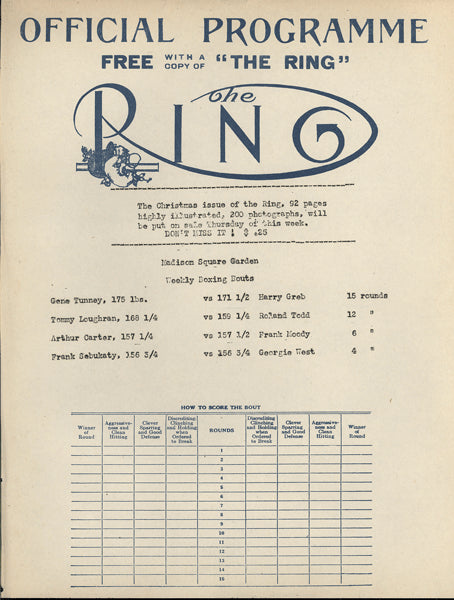 OFFICIAL PROGRAMME
FREE WITH A COPY OF "THE RING"
the
RING
The Christmas issue of the Ring, 92 pages
highly illustrated, 200 photographs, will
be put on sale Thursday of this week.
DON'T MISS IT ! $ .25
Madison Square Garden
Weekly Boxing Bouts
Gene Tunney, 175 lbs. vs 171 1/2 Harry Greb 15 rounds
Tommy Loughran, 168 1/4 vs 159 1/4 Roland Todd 12 "
Arthur Carter, 157 1/4 vs 157 1/2 Frank Moody 6 "
Frank Sebukaty, 156 3/4 vs 156 3/4 Georgie West 4 "
HOW TO SCORE THE BOUT
Winner of Round Aggressiveness and Clean Hitting Clever Sparring and Good Defense Discrediting Clinching and Holding when Ordered to Break ROUNDS Discrediting Clinching and Holding when Ordered to Break Clever Sparring and Good Defense Aggressiveness and Clean Hitting Winner of Round
1
2
3
4
5
6
7
8
9
10
11
12
13
14
15